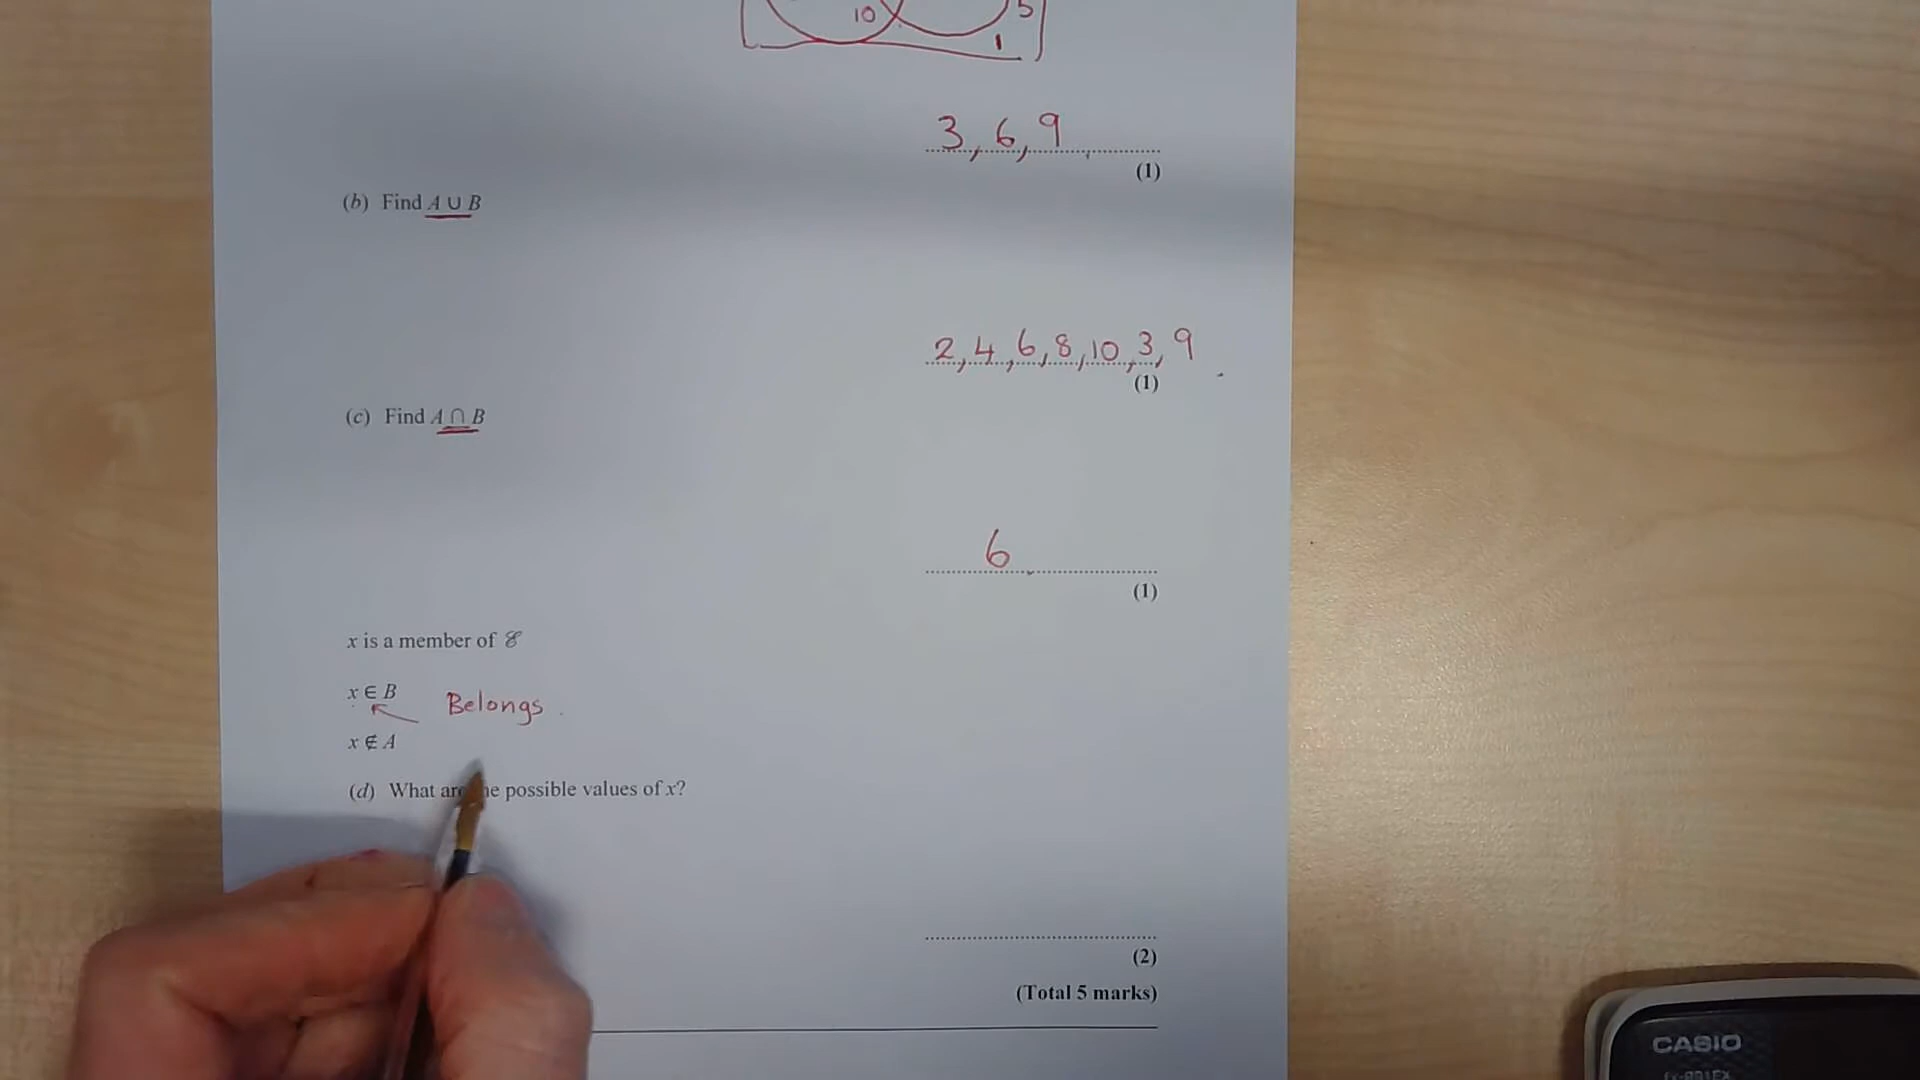 10 5
1
3, 6, 9
(1)
(b) Find A ∪ B
2, 4, 6, 8, 10, 3, 9
(1)
(c) Find A ∩ B
6
(1)
x is a member of ℰ
x ∈ B
Belongs
x ∉ A
(d) What are possible values of x?
(2)
(Total 5 marks)
CASIO